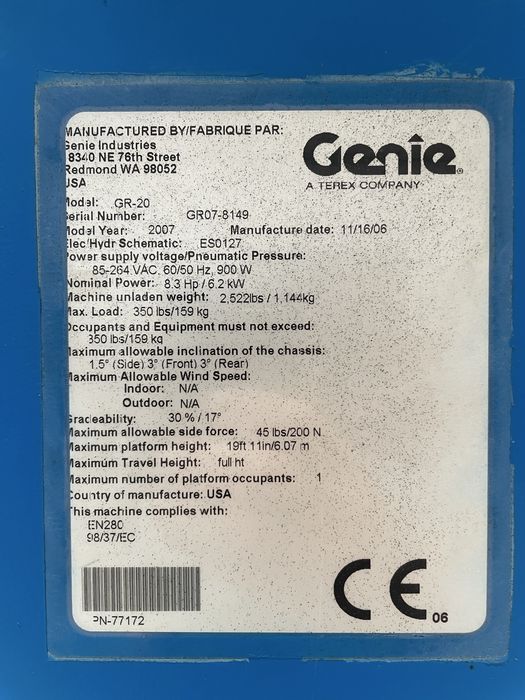 MANUFACTURED BY/FABRIQUE PAR:
Genie Industries
18340 NE 76th Street
Redmond WA 98052
USA
Genie
A TEREX COMPANY
Model: GR-20
Serial Number: GR07-8149
Model Year: 2007 Manufacture date: 11/16/06
Elec/Hydr Schematic: ES0127
Power supply voltage/Pneumatic Pressure:
85-264 VAC, 60/50 Hz, 900 W
Nominal Power: 8.3 Hp / 6.2 kW
Machine unladen weight: 2,522lbs / 1,144kg
Max. Load: 350 lbs/159 kg
Occupants and Equipment must not exceed:
350 lbs/159 kg
Maximum allowable inclination of the chassis:
1.5° (Side) 3° (Front) 3° (Rear)
Maximum Allowable Wind Speed:
Indoor: N/A
Outdoor: N/A
Gradeability: 30 % / 17°
Maximum allowable side force: 45 lbs/200 N
Maximum platform height: 19ft 11in/6.07 m
Maximum Travel Height: full ht
Maximum number of platform occupants: 1
Country of manufacture: USA
This machine complies with:
EN280
98/37/EC
PN-77172
CE 06